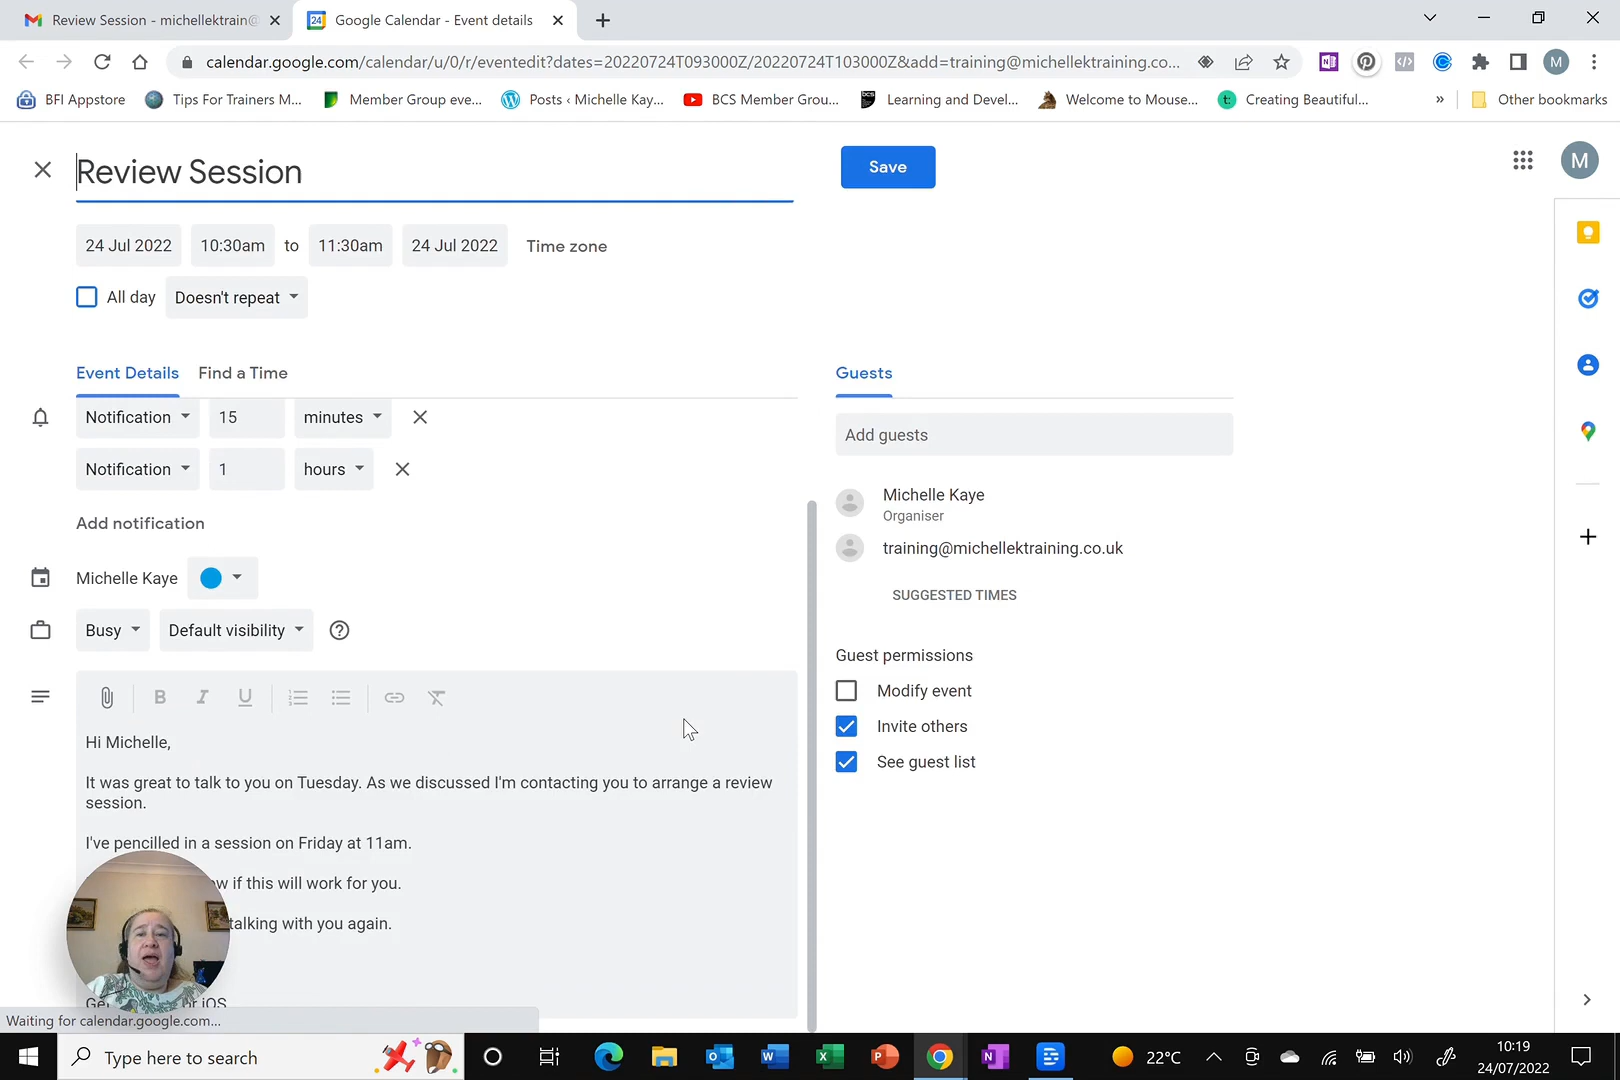 Review Session - michellektrain@
Google Calendar - Event details
calendar.google.com/calendar/u/0/r/eventedit?dates=20220724T093000Z/20220724T103000Z&add=training@michellektraining.co...
M
BFI Appstore
Tips For Trainers M...
Member Group eve...
Posts ‹ Michelle Kay...
BCS Member Grou...
Learning and Devel...
Welcome to Mouse...
Creating Beautiful...
»
Other bookmarks
Review Session
Save
M
24 Jul 2022
10:30am
to
11:30am
24 Jul 2022
Time zone
All day
Doesn't repeat
Event Details
Find a Time
Guests
Notification
15
minutes
Add guests
Notification
1
hours
Michelle Kaye
Organiser
Add notification
training@michellektraining.co.uk
Michelle Kaye
SUGGESTED TIMES
Busy
Default visibility
Guest permissions
Modify event
Invite others
See guest list
B I U
Hi Michelle,
It was great to talk to you on Tuesday. As we discussed I'm contacting you to arrange a review
session.
I've pencilled in a session on Friday at 11am.
if this will work for you.
talking with you again.
iOS
Waiting for calendar.google.com...
Type here to search
22°C
10:19
24/07/2022